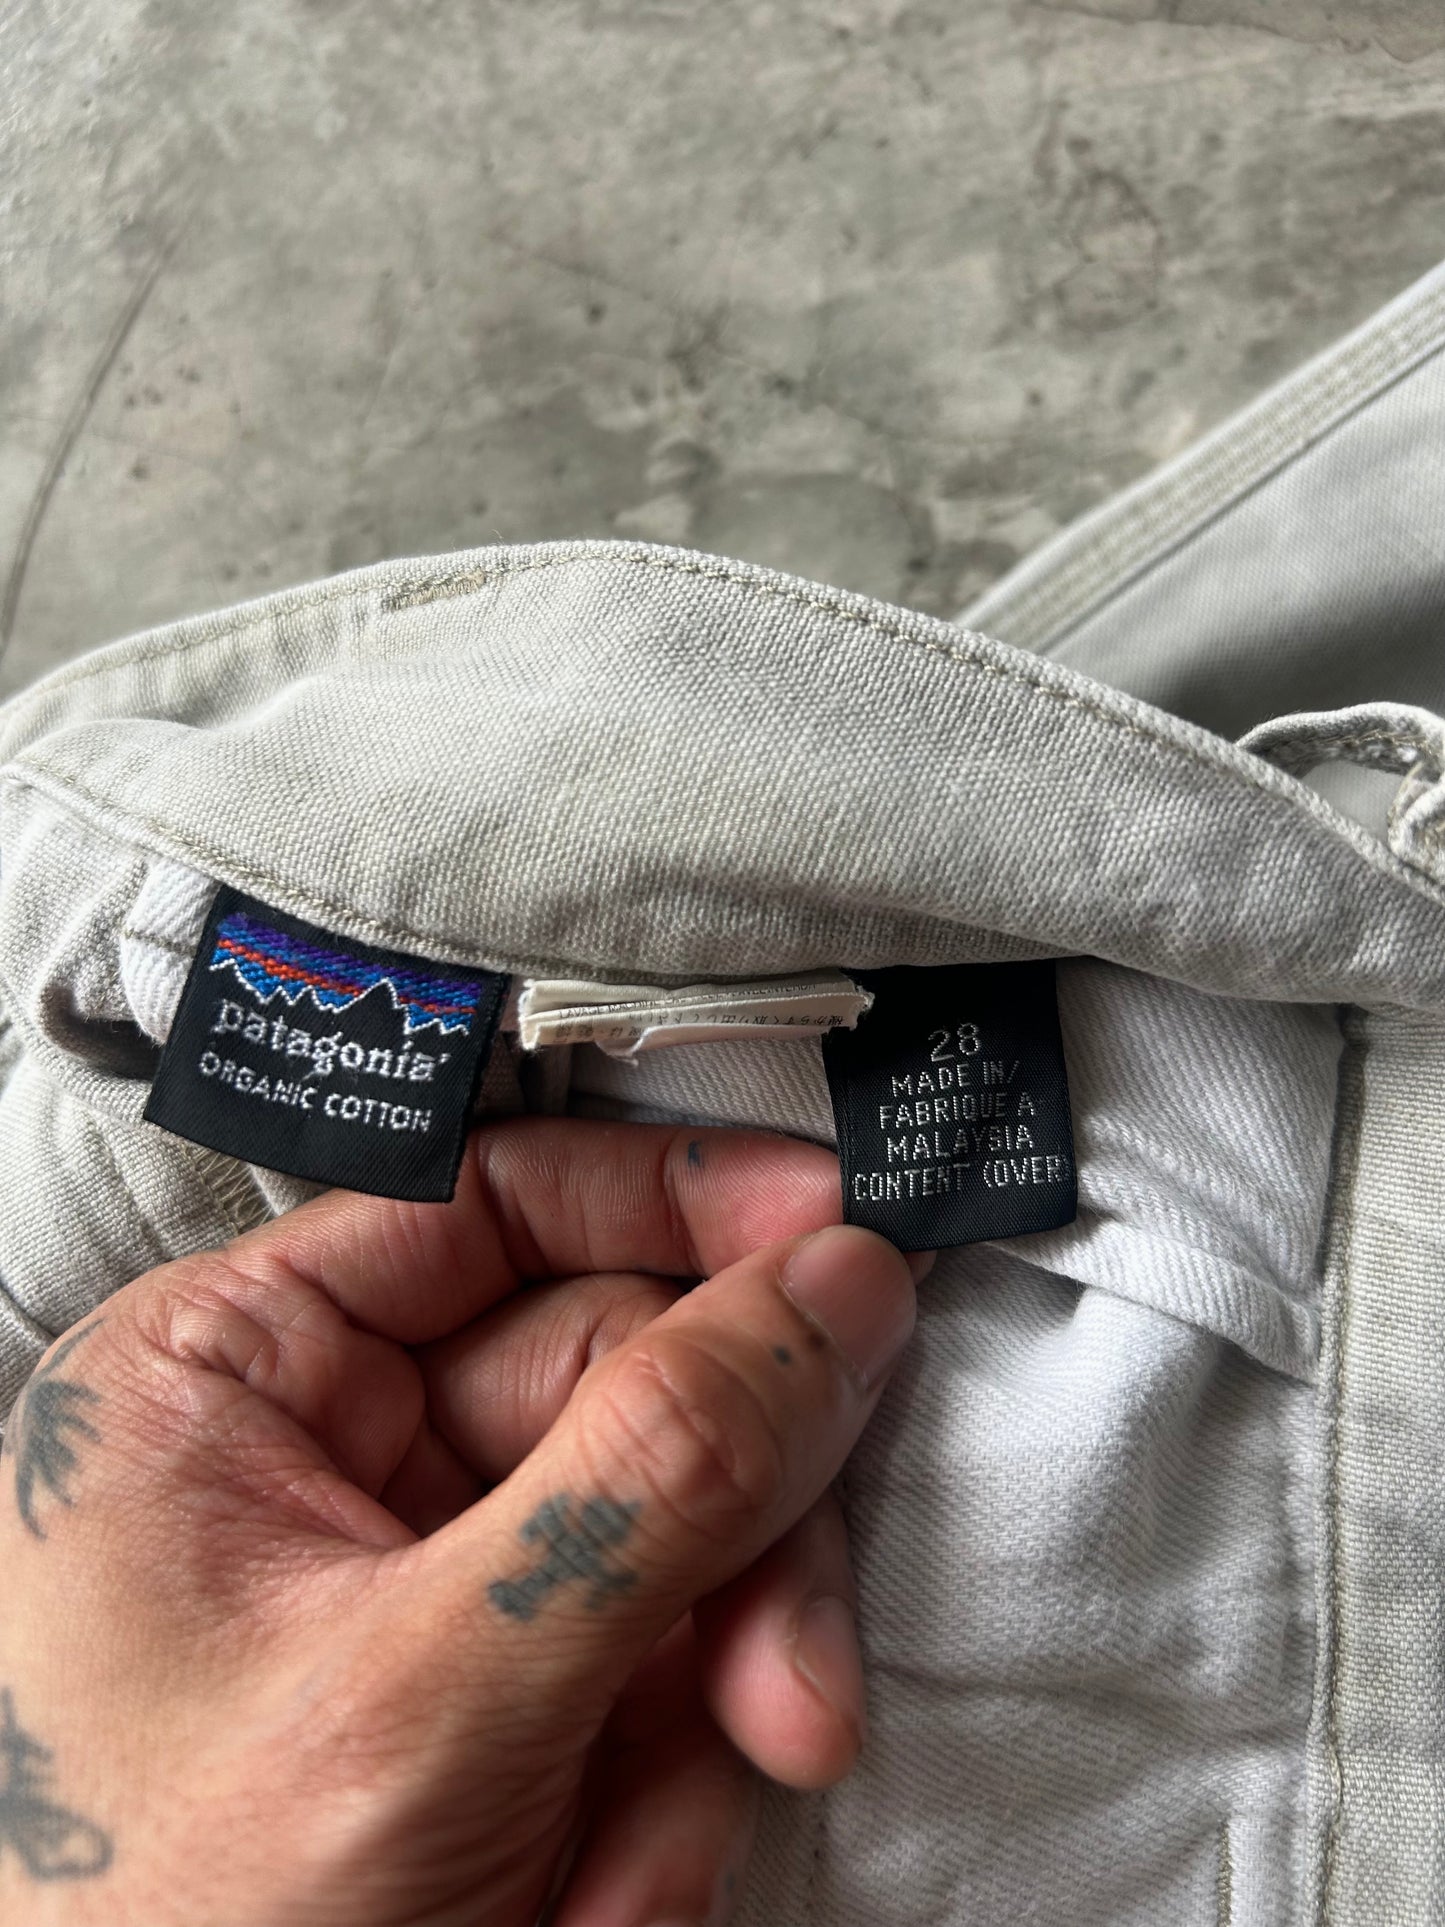 patagonia®
ORGANIC COTTON
28
MADE IN/
FABRIQUE A-
MALAYSIA
CONTENT (OVER)